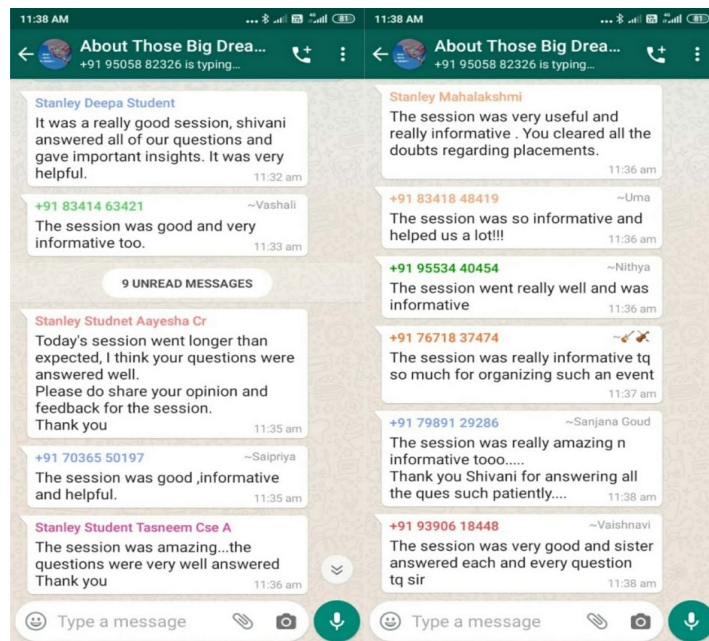 11:38 AM
81
About Those Big Drea...
+91 95058 82326 is typing...
Stanley Deepa Student
It was a really good session, shivani
answered all of our questions and
gave important insights. It was very
helpful.
11:32 am
+91 83414 63421 ~Vashali
The session was good and very
informative too.
11:33 am
9 UNREAD MESSAGES
Stanley Studnet Aayesha Cr
Today's session went longer than
expected, I think your questions were
answered well.
Please do share your opinion and
feedback for the session.
Thank you
11:35 am
+91 70365 50197 ~Saipriya
The session was good ,informative
and helpful.
11:35 am
Stanley Student Tasneem Cse A
The session was amazing...the
questions were very well answered
Thank you
11:36 am
Type a message
11:38 AM
81
About Those Big Drea...
+91 95058 82326 is typing...
Stanley Mahalakshmi
The session was very useful and
really informative . You cleared all the
doubts regarding placements.
11:36 am
+91 83418 48419 ~Uma
The session was so informative and
helped us a lot!!!
11:36 am
+91 95534 40454 ~Nithya
The session went really well and was
informative
11:36 am
+91 76718 37474 ~🎸🎻
The session was really informative tq
so much for organizing such an event
11:37 am
+91 79891 29286 ~Sanjana Goud
The session was really amazing n
informative tooo.....
Thank you Shivani for answering all
the ques such patiently....
11:38 am
+91 93906 18448 ~Vaishnavi
The session was very good and sister
answered each and every question
tq sir
11:38 am
Type a message